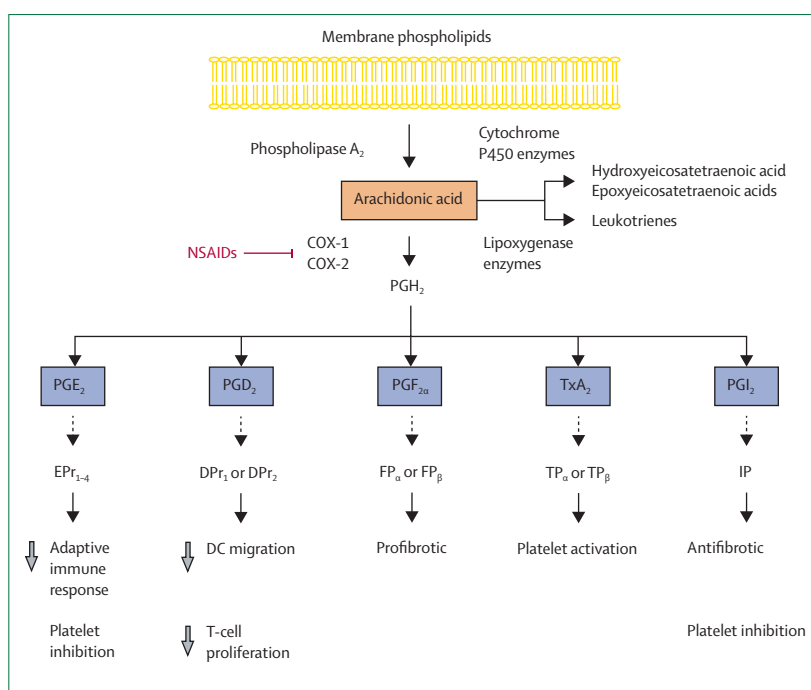 Membrane phospholipids
Phospholipase A₂
Cytochrome
P450 enzymes
Arachidonic acid
Hydroxyeicosatetraenoic acid
Epoxyeicosatetraenoic acids
Leukotrienes
NSAIDs
COX-1
COX-2
Lipoxygenase
enzymes
PGH₂
PGE₂
PGD₂
PGF₂α
TxA₂
PGI₂
EPr₁₋₄
DPr₁ or DPr₂
FPα or FPβ
TPα or TPβ
IP
Adaptive
immune
response
DC migration
Profibrotic
Platelet activation
Antifibrotic
Platelet
inhibition
T-cell
proliferation
Platelet inhibition